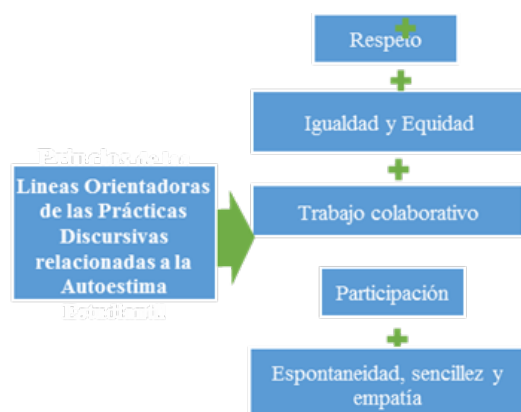 Lineas Orientadoras
de las Prácticas
Discursivas
relacionadas a la
Autoestima
Respeto
Igualdad y Equidad
Trabajo colaborativo
Participación
Espontaneidad, sencillez y
empatía